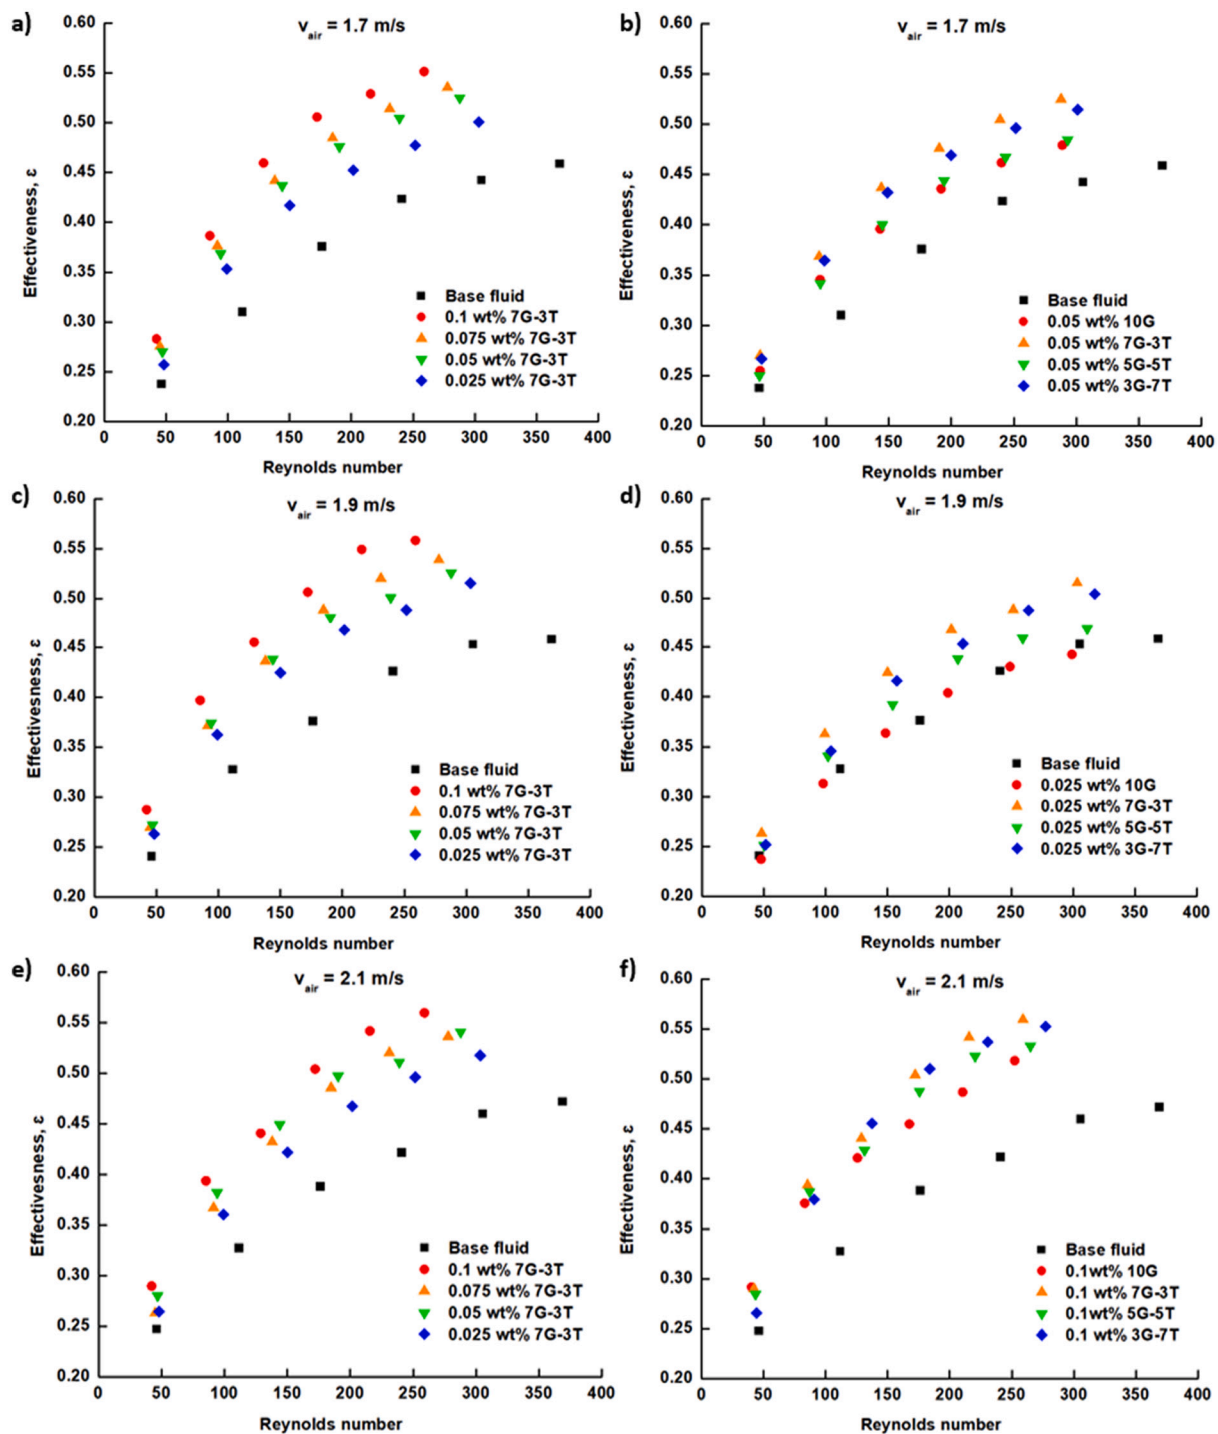 a)
v_air = 1.7 m/s
0.60
0.55
0.50
0.45
0.40
0.35
0.30
0.25
0.20
Effectiveness, ε
Base fluid
0.1 wt% 7G-3T
0.075 wt% 7G-3T
0.05 wt% 7G-3T
0.025 wt% 7G-3T
0 50 100 150 200 250 300 350 400
Reynolds number
b)
v_air = 1.7 m/s
0.60
0.55
0.50
0.45
0.40
0.35
0.30
0.25
0.20
Effectiveness, ε
Base fluid
0.05 wt% 10G
0.05 wt% 7G-3T
0.05 wt% 5G-5T
0.05 wt% 3G-7T
0 50 100 150 200 250 300 350 400
Reynolds number
c)
v_air = 1.9 m/s
0.60
0.55
0.50
0.45
0.40
0.35
0.30
0.25
0.20
Effectivesness, ε
Base fluid
0.1 wt% 7G-3T
0.075 wt% 7G-3T
0.05 wt% 7G-3T
0.025 wt% 7G-3T
0 50 100 150 200 250 300 350 400
Reynolds number
d)
v_air = 1.9 m/s
0.60
0.55
0.50
0.45
0.40
0.35
0.30
0.25
0.20
Effectiveness, ε
Base fluid
0.025 wt% 10G
0.025 wt% 7G-3T
0.025 wt% 5G-5T
0.025 wt% 3G-7T
0 50 100 150 200 250 300 350 400
Reynolds number
e)
v_air = 2.1 m/s
0.60
0.55
0.50
0.45
0.40
0.35
0.30
0.25
0.20
Effectivesness, ε
Base fluid
0.1 wt% 7G-3T
0.075 wt% 7G-3T
0.05 wt% 7G-3T
0.025 wt% 7G-3T
0 50 100 150 200 250 300 350 400
Reynolds number
f)
v_air = 2.1 m/s
0.60
0.55
0.50
0.45
0.40
0.35
0.30
0.25
0.20
Effectiveness, ε
Base fluid
0.1wt% 10G
0.1 wt% 7G-3T
0.1wt% 5G-5T
0.1 wt% 3G-7T
0 50 100 150 200 250 300 350 400
Reynolds number